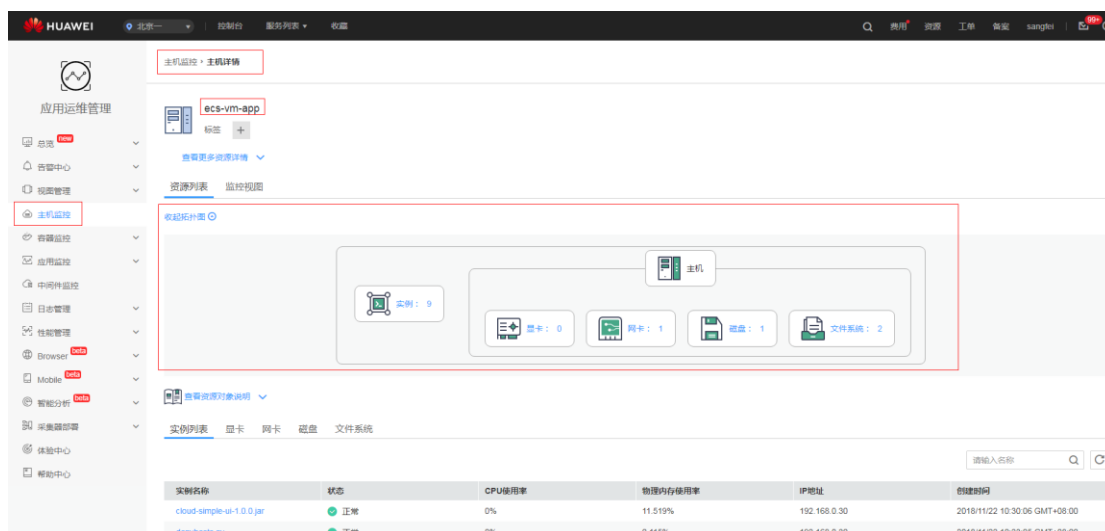 HUAWEI 北京一 控制台 服务列表 收藏 费用 资源 工单 备案 sangfei 99+
主机监控 › 主机详情
应用运维管理
ecs-vm-app
标签 +
总览 new
告警中心
视图管理
主机监控
容器监控
应用监控
中间件监控
日志管理
性能管理
Browser beta
Mobile beta
智能分析 beta
采集器部署
体验中心
帮助中心
查看更多资源详情
资源列表 监控视图
收起拓扑图
主机
实例： 9
显卡： 0 网卡： 1 磁盘： 1 文件系统： 2
查看资源对象说明
实例列表 显卡 网卡 磁盘 文件系统
请输入名称
实例名称 状态 CPU使用率 物理内存使用率 IP地址 创建时间
cloud-simple-ui-1.0.0.jar 正常 0% 11.519% 192.168.0.30 2018/11/22 10:30:06 GMT+08:00